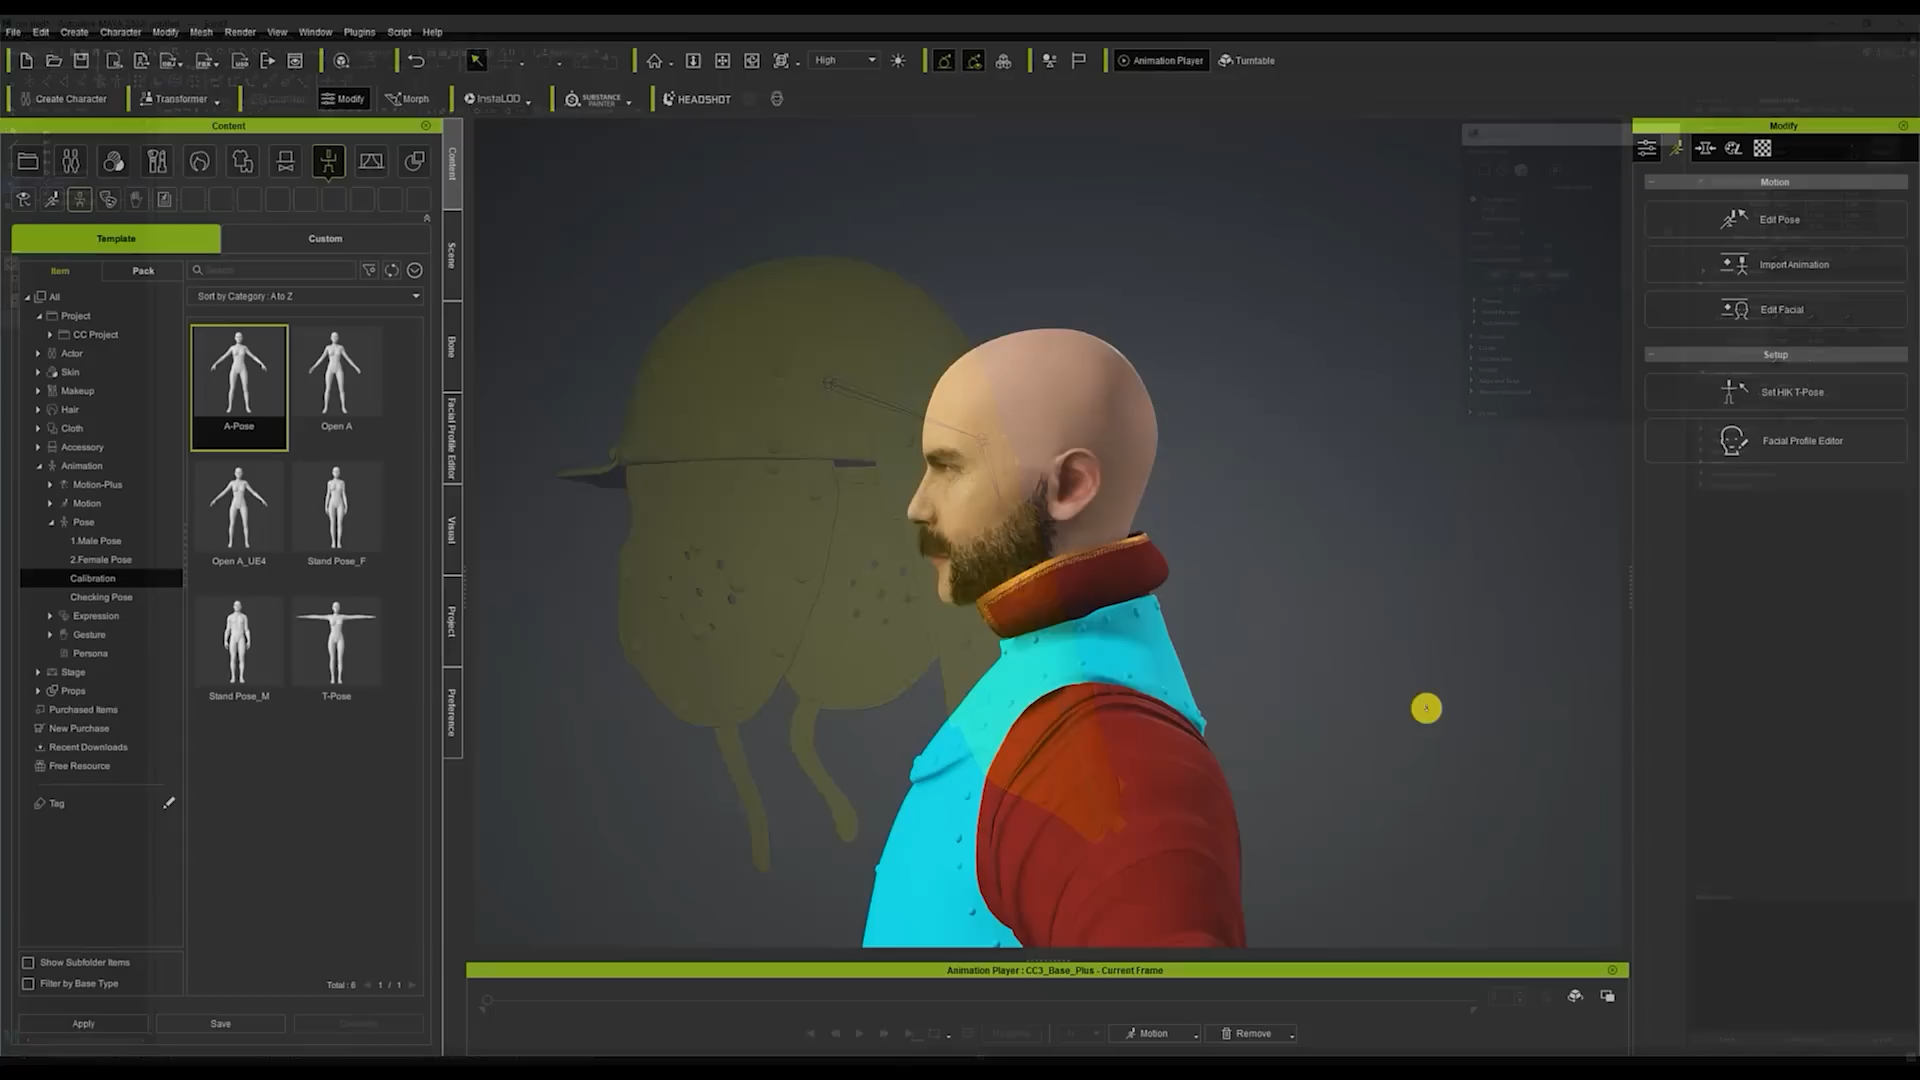 File Edit Create Character Modify Mesh Render View Window Plugins Script Help
High
Animation Player
Turntable
Create Character
Transformer
Modify
Morph
InstaLOD
SUBSTANCE
PAINTER
HEADSHOT
Content
Modify
Content
Scene
Bone
Facial Profile Editor
Visual
Project
Preference
Template
Custom
Item
Pack
Search
Sort by Category : A to Z
All
Project
CC Project
Actor
Skin
Makeup
Hair
Cloth
Accessory
Animation
Motion-Plus
Motion
Pose
1.Male Pose
2.Female Pose
Calibration
Checking Pose
Expression
Gesture
Persona
Stage
Props
Purchased Items
New Purchase
Recent Downloads
Free Resource
Tag
A-Pose
Open A
Open A_UE4
Stand Pose_F
Stand Pose_M
T-Pose
Show Subfolder Items
Filter by Base Type
Total : 6
1 / 1
Apply
Save
Motion
Edit Pose
Import Animation
Edit Facial
Setup
Set HIK T-Pose
Facial Profile Editor
Animation Player : CC3_Base_Plus - Current Frame
Motion
Remove